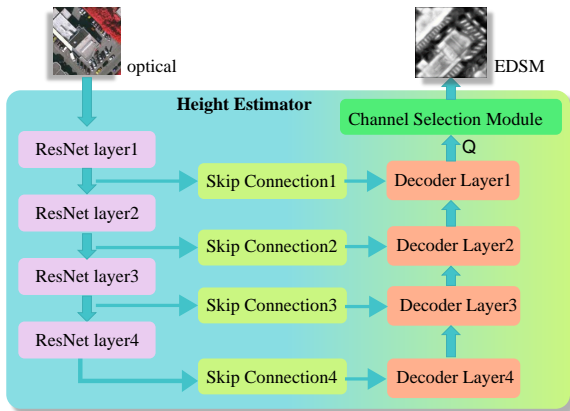 optical
EDSM
Height Estimator
Channel Selection Module
Q
ResNet layer1
Skip Connection1
Decoder Layer1
ResNet layer2
Skip Connection2
Decoder Layer2
ResNet layer3
Skip Connection3
Decoder Layer3
ResNet layer4
Skip Connection4
Decoder Layer4